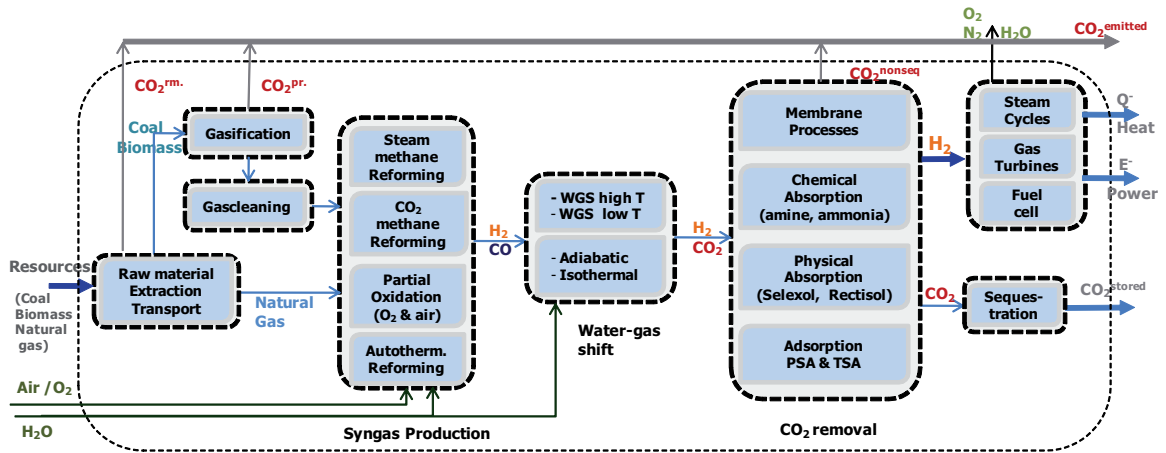 O2
N2 H2O
CO2emitted
CO2rm.
CO2pr.
CO2nonseq
Coal
Biomass
Gasification
Gascleaning
Steam
methane
Reforming
CO2
methane
Reforming
Partial
Oxidation
(O2 & air)
Autotherm.
Reforming
Resources
(Coal
Biomass
Natural
gas)
Raw material
Extraction
Transport
Natural
Gas
H2
CO
- WGS high T
- WGS low T
- Adiabatic
- Isothermal
Water-gas
shift
H2
CO2
Membrane
Processes
Chemical
Absorption
(amine, ammonia)
Physical
Absorption
(Selexol, Rectisol)
Adsorption
PSA & TSA
H2
Steam
Cycles
Gas
Turbines
Fuel
cell
Q-
Heat
E-
Power
CO2
Seques-
tration
CO2stored
Air /O2
H2O
Syngas Production
CO2 removal